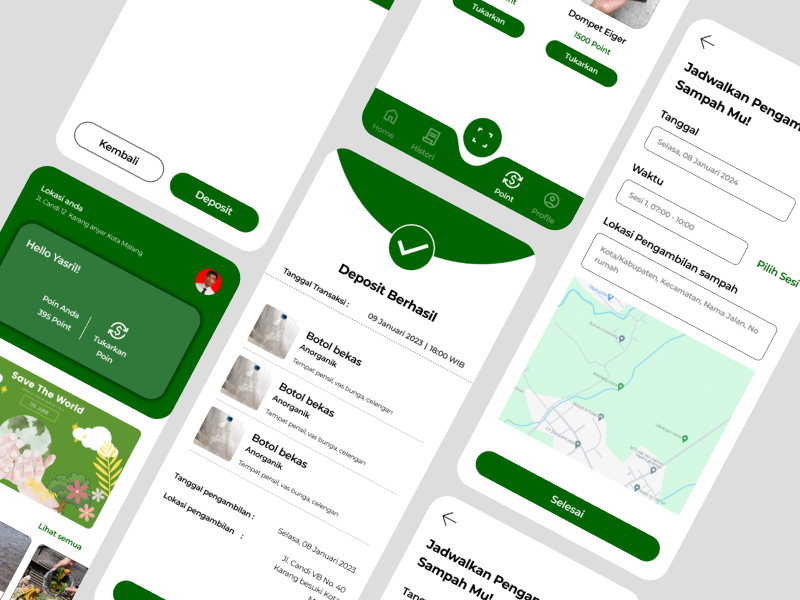 Kembali
Deposit
Lokasi anda
Jl. Candi 12 Karang anyar Kota Malang
Hello Yasril!
Poin Anda
395 Point
Tukarkan
Poin
Save The World
05 JUNE
Lihat semua
Tukarkan
Dompet Eiger
1500 Point
Tukarkan
Home
Histori
Point
Profile
Deposit Berhasil
Tanggal Transaksi :
09 Januari 2023 | 18:00 WIB
Botol bekas
Anorganik
Tempat pensil, vas bunga, celengan
Botol bekas
Anorganik
Tempat pensil, vas bunga, celengan
Botol bekas
Anorganik
Tempat pensil, vas bunga, celengan
Tanggal pengambilan :
Selasa, 08 Januari 2023
Lokasi pengambilan :
Jl. Candi VB No. 40
Karang besuki Kota
Jadwalkan Pengam
Sampah Mu!
Tanggal
Selasa, 08 Januari 2024
Waktu
Sesi 1, 07:00 - 10:00
Pilih Sesi
Lokasi Pengambilan sampah
Kota/Kabupaten, Kecamatan, Nama Jalan, No
rumah
Selesai
Jadwalkan Pengam
Sampah Mu!